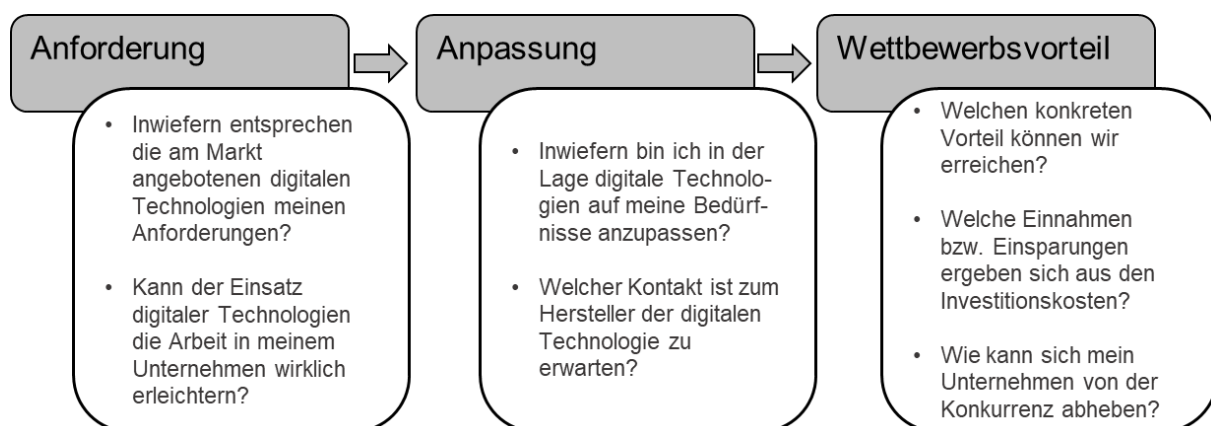 Anforderung
Inwiefern entsprechen
die am Markt
angebotenen digitalen
Technologien meinen
Anforderungen?
Kann der Einsatz
digitaler Technologien
die Arbeit in meinem
Unternehmen wirklich
erleichtern?
Anpassung
Inwiefern bin ich in der
Lage digitale Technolo-
gien auf meine Bedürf-
nisse anzupassen?
Welcher Kontakt ist zum
Hersteller der digitalen
Technologie zu
erwarten?
Wettbewerbsvorteil
Welchen konkreten
Vorteil können wir
erreichen?
Welche Einnahmen
bzw. Einsparungen
ergeben sich aus den
Investitionskosten?
Wie kann sich mein
Unternehmen von der
Konkurrenz abheben?